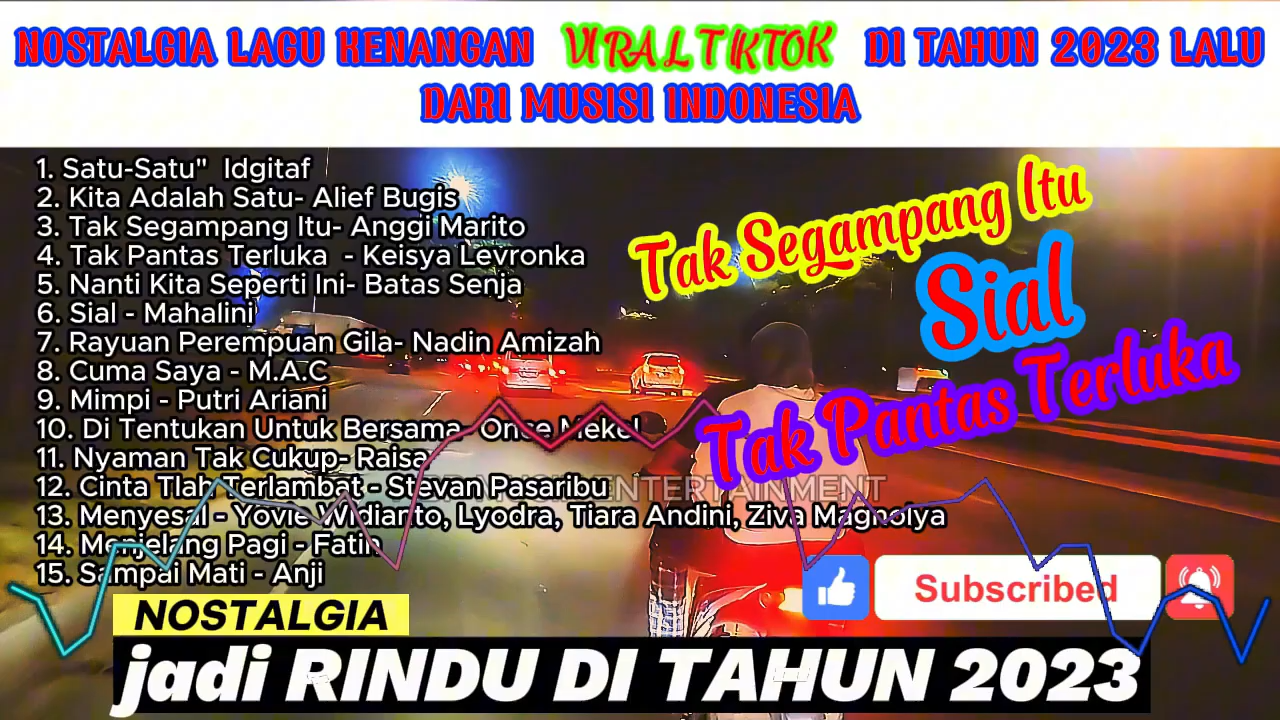 NOSTALGIA LAGU KENANGAN VIRAL TIKTOK DI TAHUN 2023 LALU
DARI MUSISI INDONESIA
1. Satu-Satu" Idgitaf
2. Kita Adalah Satu- Alief Bugis
3. Tak Segampang Itu- Anggi Marito
4. Tak Pantas Terluka - Keisya Levronka
5. Nanti Kita Seperti Ini- Batas Senja
6. Sial - Mahalini
7. Rayuan Perempuan Gila- Nadin Amizah
8. Cuma Saya - M.A.C
9. Mimpi - Putri Ariani
10. Di Tentukan Untuk Bersama- Once Mekel
11. Nyaman Tak Cukup- Raisa
12. Cinta Tlah Terlambat - Stevan Pasaribu
13. Menyesal - Yovie Widianto, Lyodra, Tiara Andini, Ziva Magnolya
14. Menjelang Pagi - Fatin
15. Sampai Mati - Anji
Tak Segampang Itu
Sial
Tak Pantas Terluka
ENTERTAINMENT
Subscribed
NOSTALGIA
jadi RINDU DI TAHUN 2023